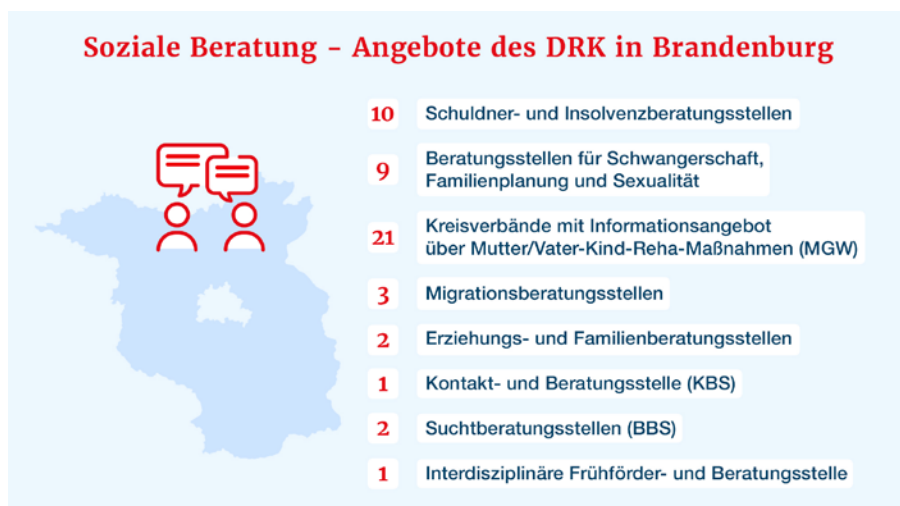 Soziale Beratung – Angebote des DRK in Brandenburg
10 Schuldner- und Insolvenzberatungsstellen
9 Beratungsstellen für Schwangerschaft,
Familienplanung und Sexualität
21 Kreisverbände mit Informationsangebot
über Mutter/Vater-Kind-Reha-Maßnahmen (MGW)
3 Migrationsberatungsstellen
2 Erziehungs- und Familienberatungsstellen
1 Kontakt- und Beratungsstelle (KBS)
2 Suchtberatungsstellen (BBS)
1 Interdisziplinäre Frühförder- und Beratungsstelle